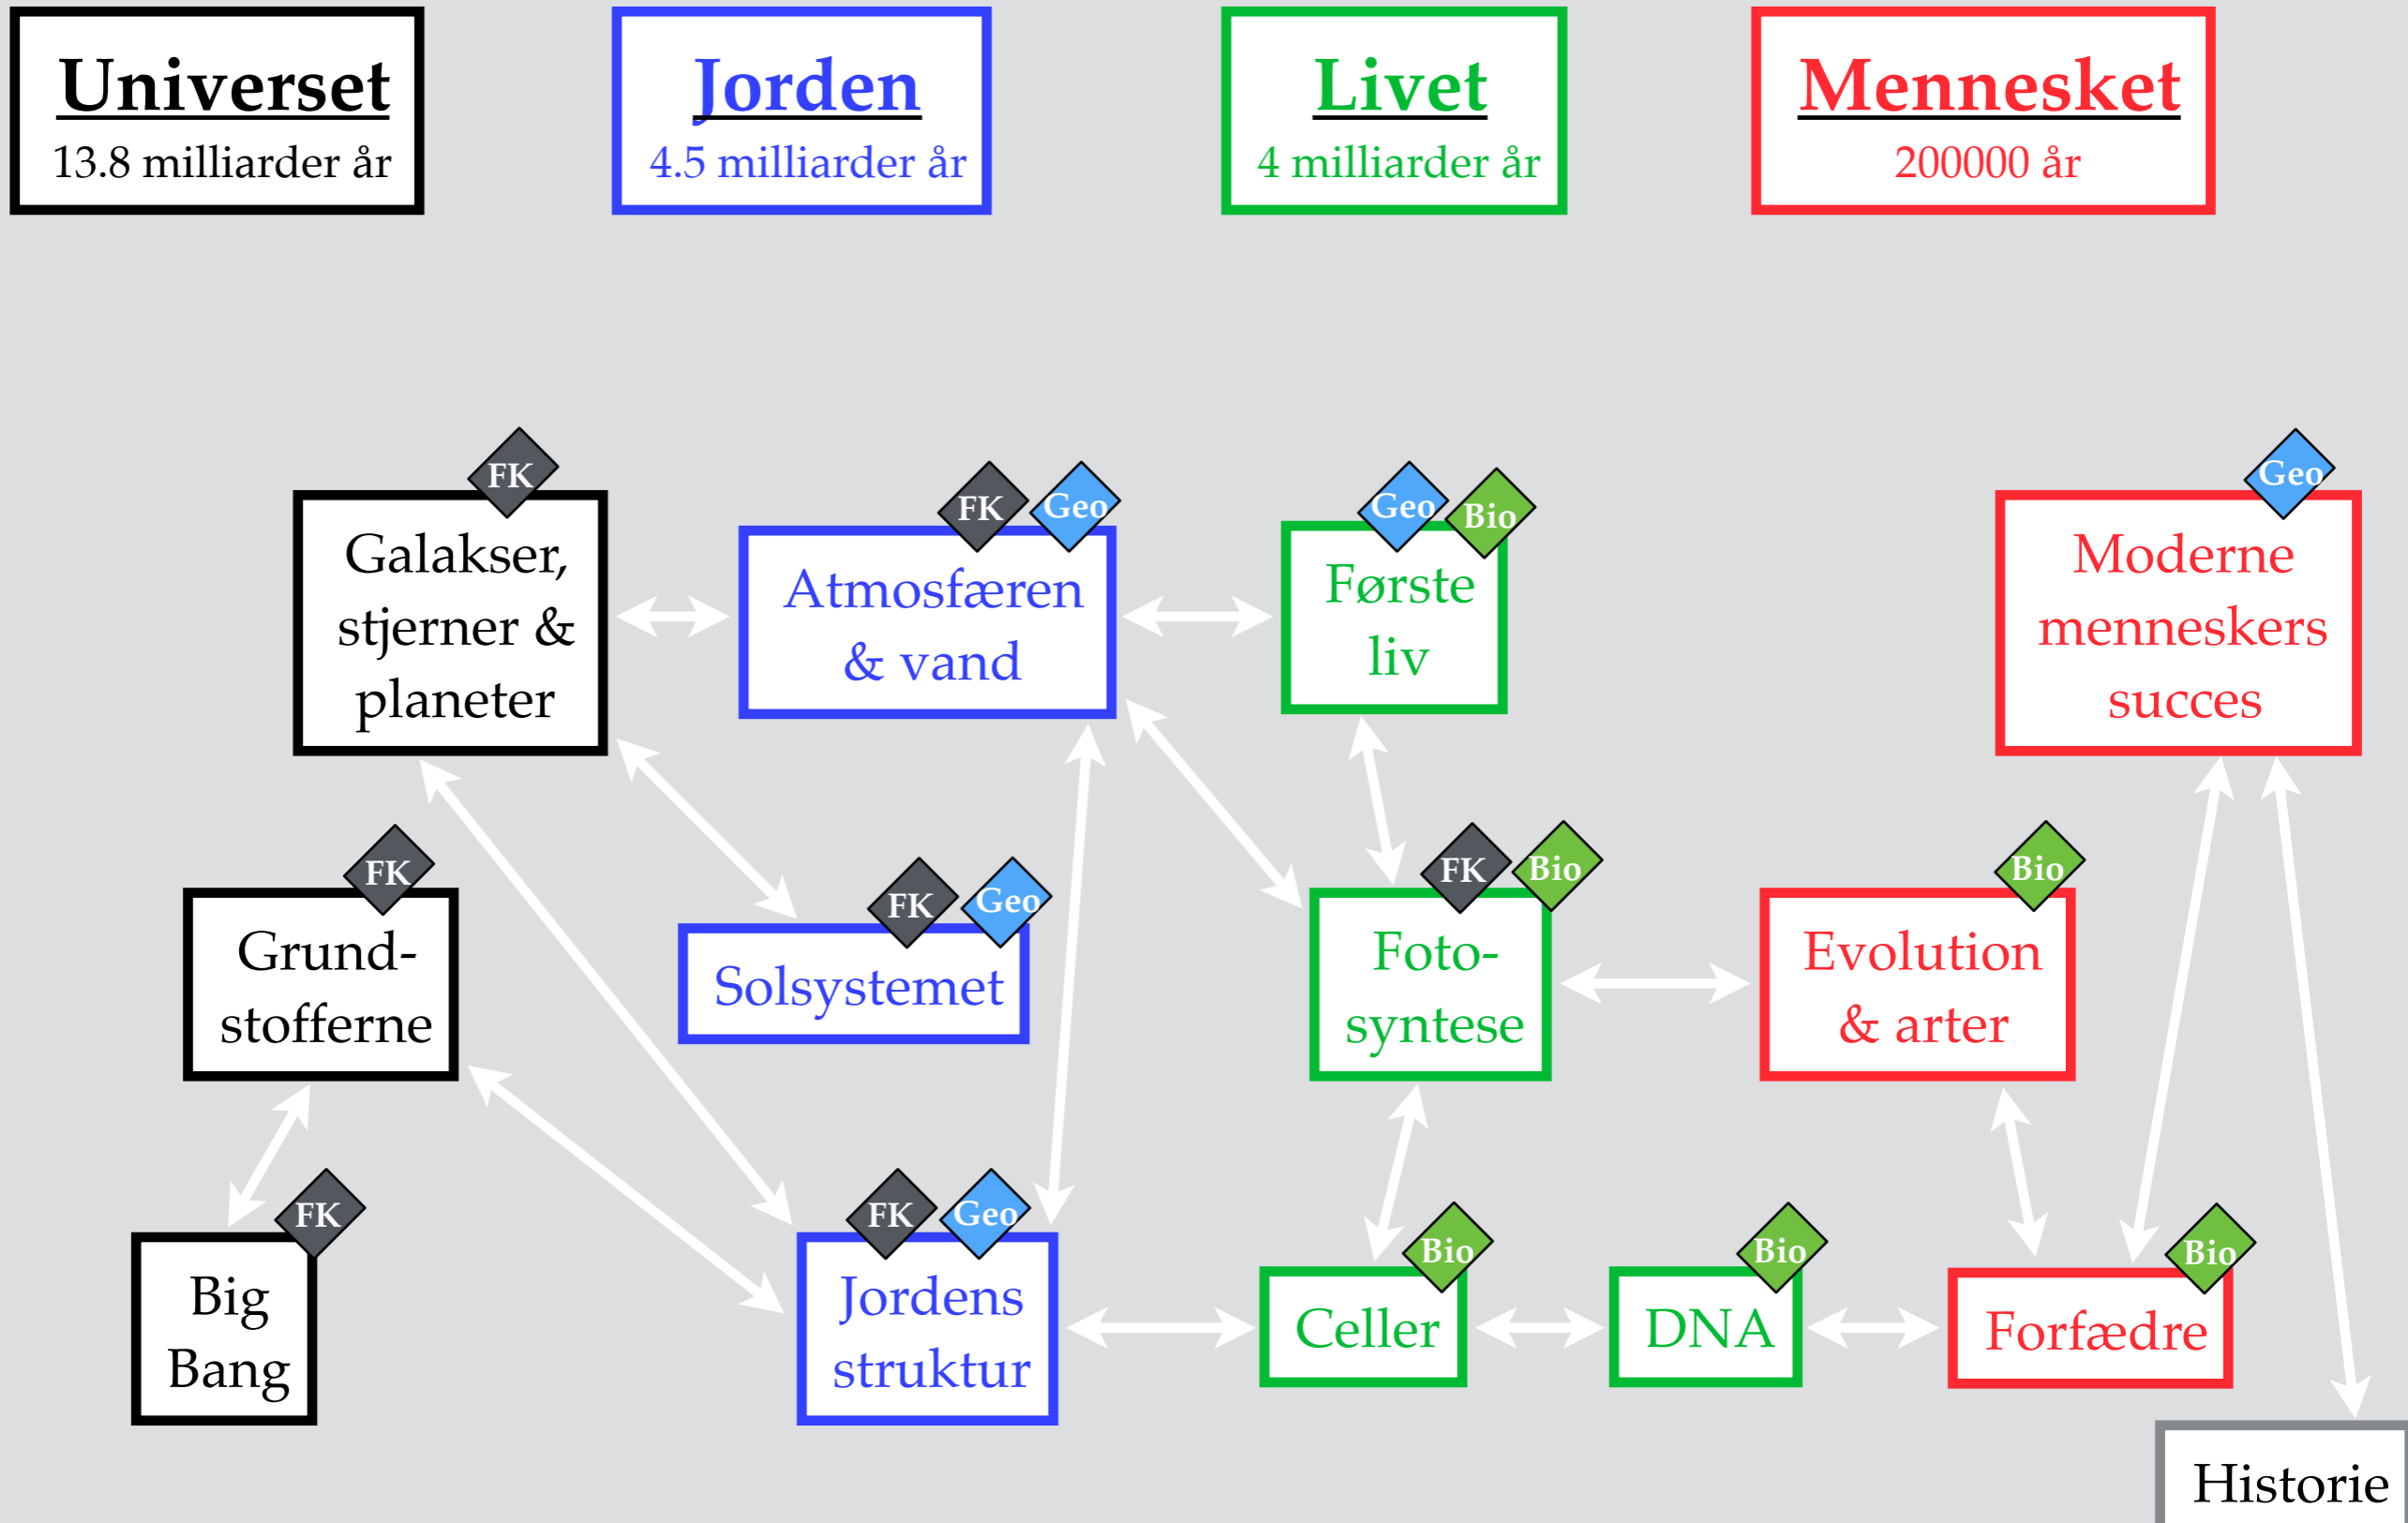 Universet
13.8 milliarder år
Jorden
4.5 milliarder år
Livet
4 milliarder år
Mennesket
200000 år
FK
Galakser,
stjerner &
planeter
FK
Geo
Atmosfæren
& vand
Geo
Bio
Første
liv
Geo
Moderne
menneskers
succes
FK
Grund-
stofferne
FK
Geo
Solsystemet
FK
Bio
Foto-
syntese
Bio
Evolution
& arter
FK
Big
Bang
FK
Geo
Jordens
struktur
Bio
Celler
Bio
DNA
Bio
Forfædre
Historie